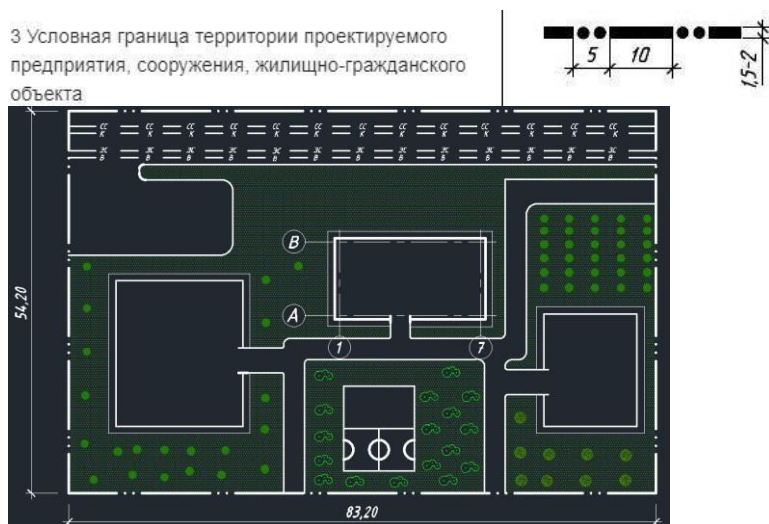 3 Условная граница территории проектируемого
предприятия, сооружения, жилищно-гражданского
объекта
5 10
1,5-2
В
А
1 7
54,20
83,20